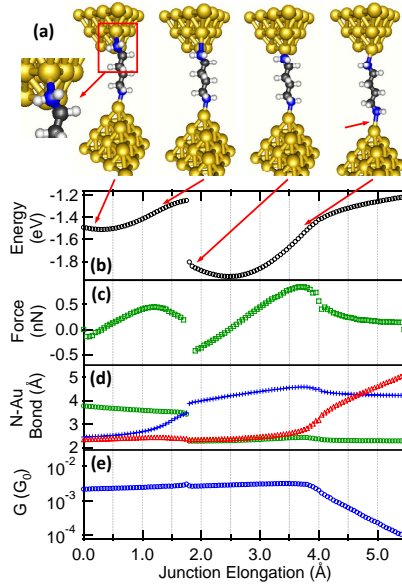 (a)
-1.2
-1.4
-1.8
Energy
(eV)
(b)
0.5
0.0
-0.5
Force
(nN)
(c)
5
4
3
2
N-Au
Bond (Å)
(d)
10⁻²
10⁻³
10⁻⁴
G (G₀)
(e)
0.0 1.0 2.0 3.0 4.0 5.0
Junction Elongation (Å)